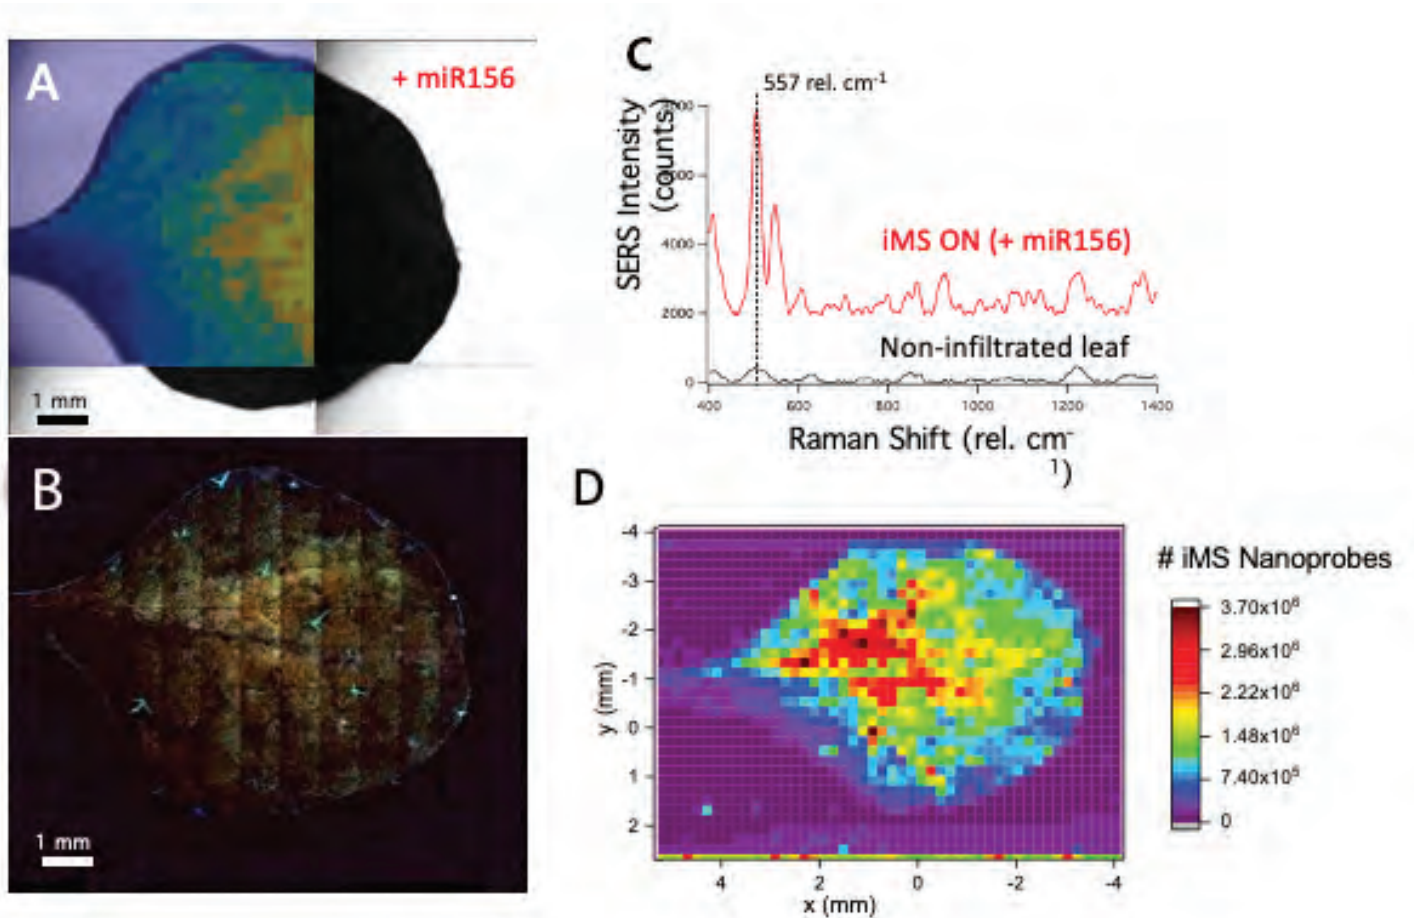 A
+ miR156
1 mm
B
1 mm
C
557 rel. cm-1
SERS Intensity
(counts)
4000
2000
0
iMS ON (+ miR156)
Non-infiltrated leaf
400 600 800 1000 1200 1400
Raman Shift (rel. cm-
1)
D
-4
-3
-2
-1
0
1
2
y (mm)
4 2 0 -2 -4
x (mm)
# iMS Nanoprobes
3.70x10⁶
2.96x10⁶
2.22x10⁶
1.48x10⁶
7.40x10⁵
0